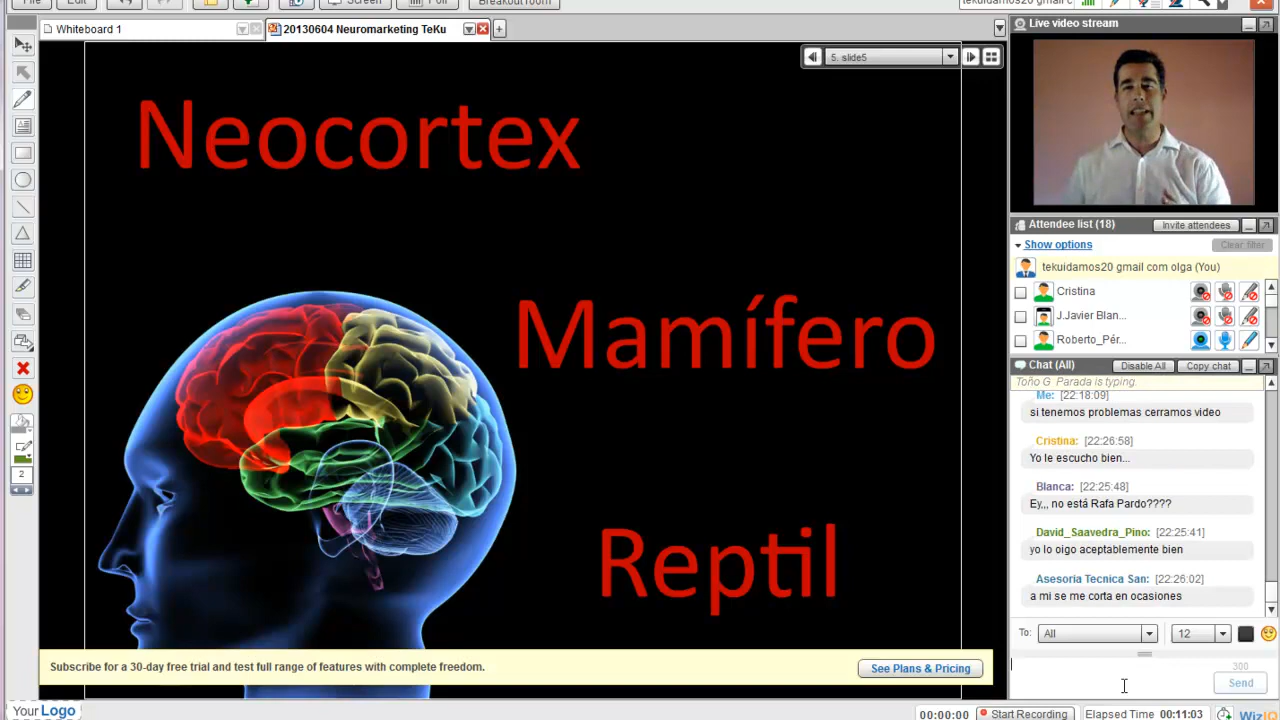 File
Edit
Screen
Poll
Breakout room
tekuidamos20 gmail c
Whiteboard 1
20130604 Neuromarketing TeKu
5. slide5
Neocortex
Mamífero
Reptil
Subscribe for a 30-day free trial and test full range of features with complete freedom.
See Plans & Pricing
2
Your Logo
00:00:00
Start Recording
Elapsed Time 00:11:03
WizIQ
Live video stream
Attendee list (18)
Invite attendees
Show options
Clear filter
tekuidamos20 gmail com olga (You)
Cristina
J.Javier Blan...
Roberto_Pér...
Chat (All)
Disable All
Copy chat
Toño G Parada is typing.
Me: [22:18:09]
si tenemos problemas cerramos video
Cristina: [22:26:58]
Yo le escucho bien...
Blanca: [22:25:48]
Ey,,, no está Rafa Pardo????
David_Saavedra_Pino: [22:25:41]
yo lo oigo aceptablemente bien
Asesoria Tecnica San: [22:26:02]
a mi se me corta en ocasiones
To: All 12
300
Send